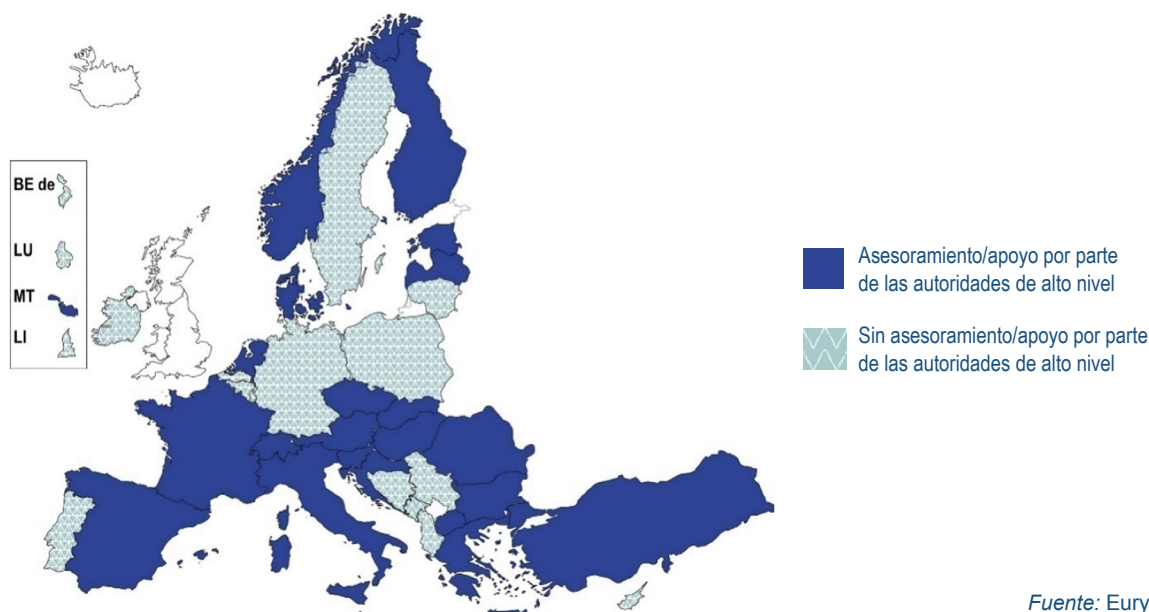 BE de
LU
MT
LI
Asesoramiento/apoyo por parte
de las autoridades de alto nivel
Sin asesoramiento/apoyo por parte
de las autoridades de alto nivel
Fuente: Eury